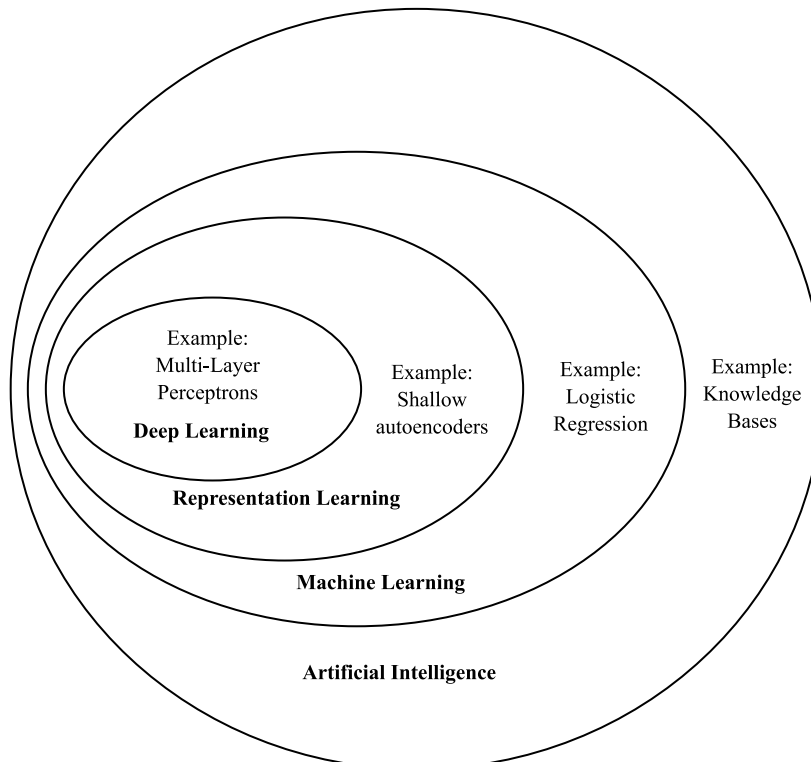 Example:
Multi-Layer
Perceptrons
Deep Learning
Example:
Shallow
autoencoders
Representation Learning
Example:
Logistic
Regression
Machine Learning
Example:
Knowledge
Bases
Artificial Intelligence